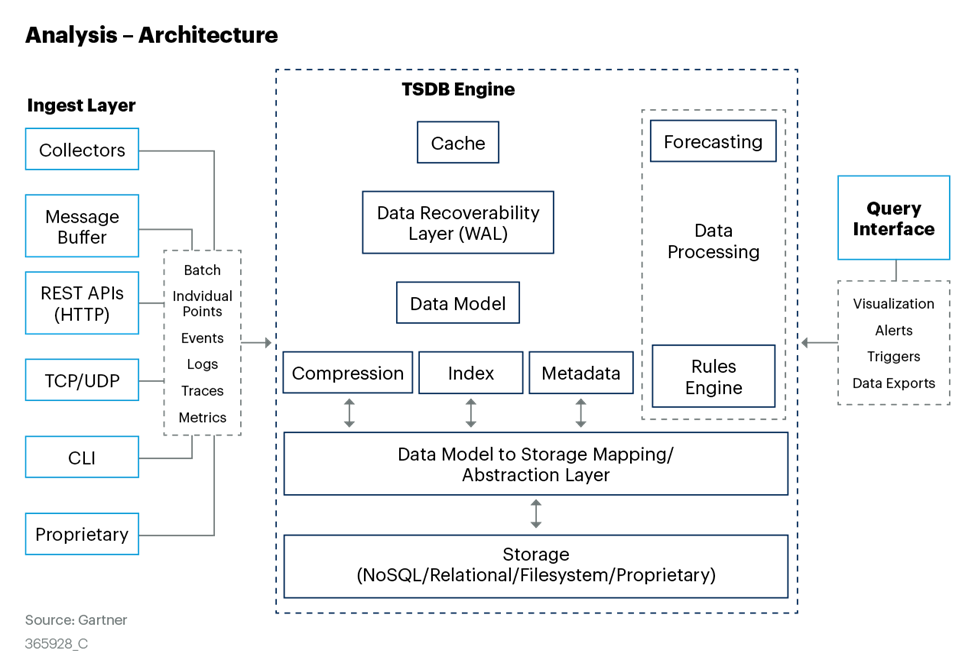 Analysis – Architecture
Ingest Layer
Collectors
Message
Buffer
REST APIs
(HTTP)
TCP/UDP
CLI
Proprietary
Batch
Indvidual
Points
Events
Logs
Traces
Metrics
TSDB Engine
Cache
Data Recoverability
Layer (WAL)
Data Model
Compression
Index
Metadata
Forecasting
Data
Processing
Rules
Engine
Data Model to Storage Mapping/
Abstraction Layer
Storage
(NoSQL/Relational/Filesystem/Proprietary)
Query
Interface
Visualization
Alerts
Triggers
Data Exports
Source: Gartner
365928_C